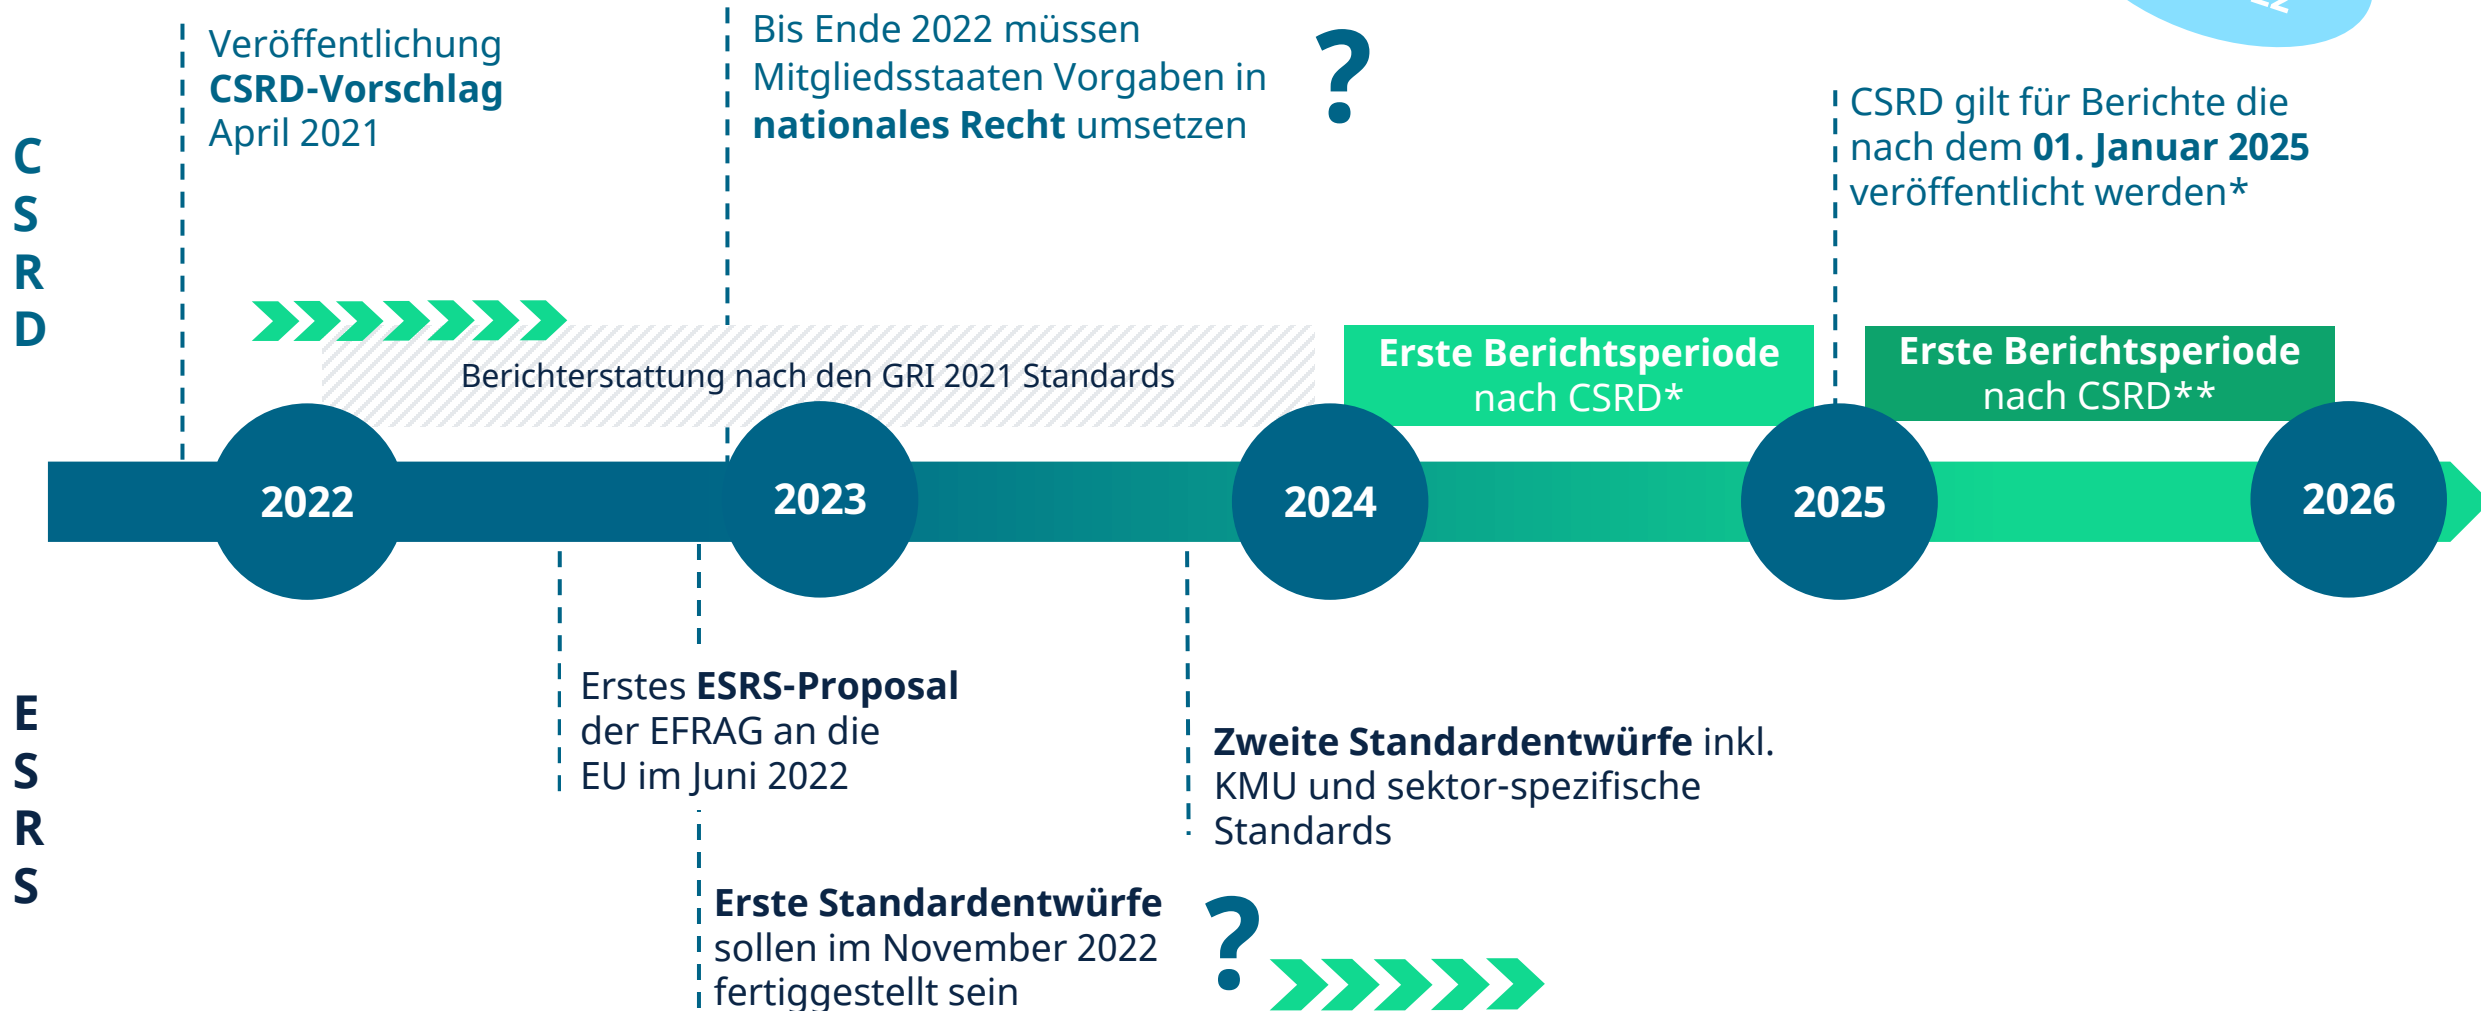 22
Veröffentlichung
CSRD-Vorschlag
April 2021
Bis Ende 2022 müssen
Mitgliedsstaaten Vorgaben in
nationales Recht umsetzen
?
CSRD gilt für Berichte die
nach dem 01. Januar 2025
veröffentlicht werden*
C
S
R
D
Berichterstattung nach den GRI 2021 Standards
Erste Berichtsperiode
nach CSRD*
Erste Berichtsperiode
nach CSRD**
2022
2023
2024
2025
2026
E
S
R
S
Erstes ESRS-Proposal
der EFRAG an die
EU im Juni 2022
Zweite Standardentwürfe inkl.
KMU und sektor-spezifische
Standards
Erste Standardentwürfe
sollen im November 2022
fertiggestellt sein
?